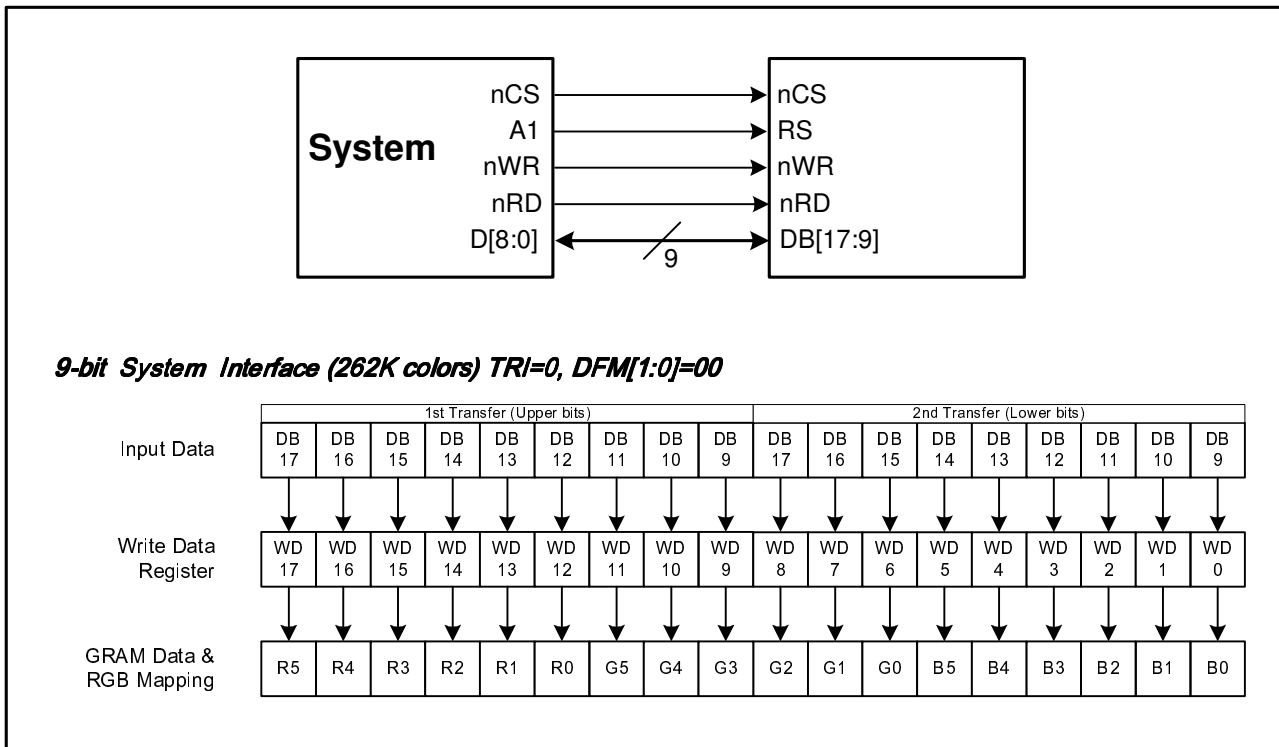 System
nCS nCS
A1 RS
nWR nWR
nRD nRD
D[8:0] DB[17:9]
9
9-bit System Interface (262K colors) TRI=0, DFM[1:0]=00
1st Transfer (Upper bits) 2nd Transfer (Lower bits)
Input Data
DB DB DB DB DB DB DB DB DB DB DB DB DB DB DB DB DB DB
17 16 15 14 13 12 11 10 9 17 16 15 14 13 12 11 10 9
Write Data
Register
WD WD WD WD WD WD WD WD WD WD WD WD WD WD WD WD WD WD
17 16 15 14 13 12 11 10 9 8 7 6 5 4 3 2 1 0
GRAM Data &
RGB Mapping
R5 R4 R3 R2 R1 R0 G5 G4 G3 G2 G1 G0 B5 B4 B3 B2 B1 B0